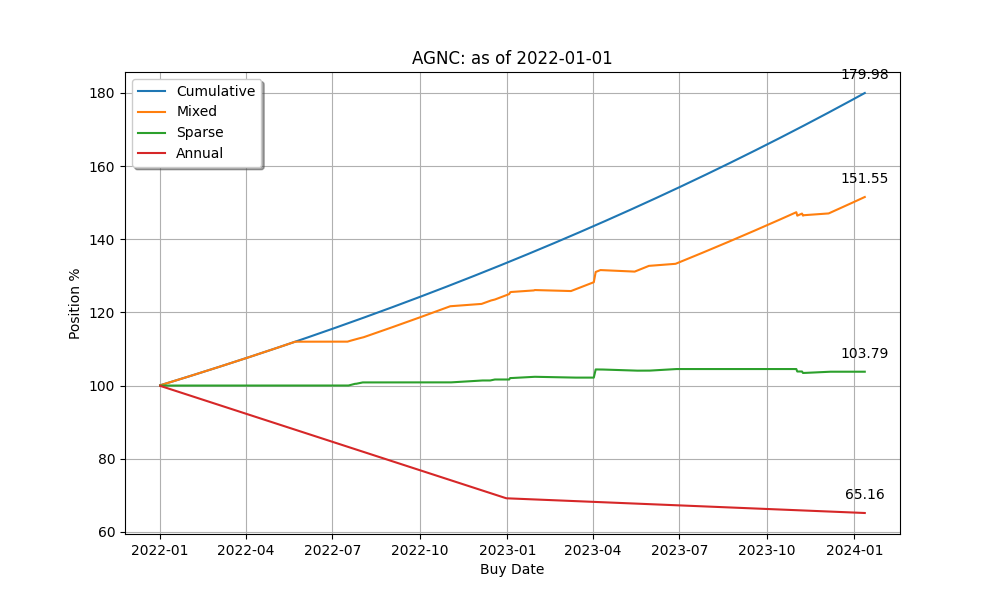 AGNC: as of 2022-01-01
179.98
180
Cumulative
Mixed
Sparse
Annual
151.55
160
140
120
103.79
100
80
65.16
60
Position %
2022-01 2022-04 2022-07 2022-10 2023-01 2023-04 2023-07 2023-10 2024-01
Buy Date